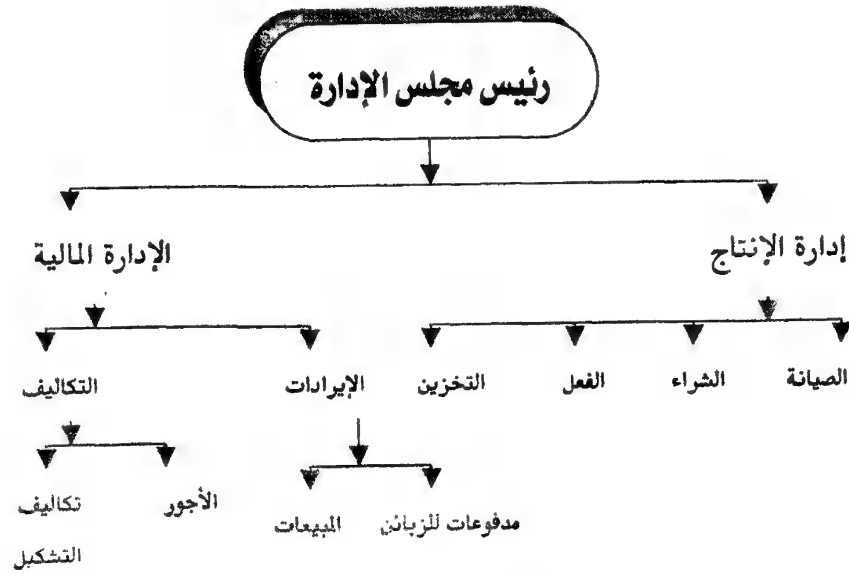 رئيس مجلس الإدارة
إدارة الإنتاج
الإدارة المالية
الصيانة
الشراء
الفعل
التخزين
الإيرادات
التكاليف
مدفوعات للزبائن
المبيعات
الأجور
تكاليف
التشكيل